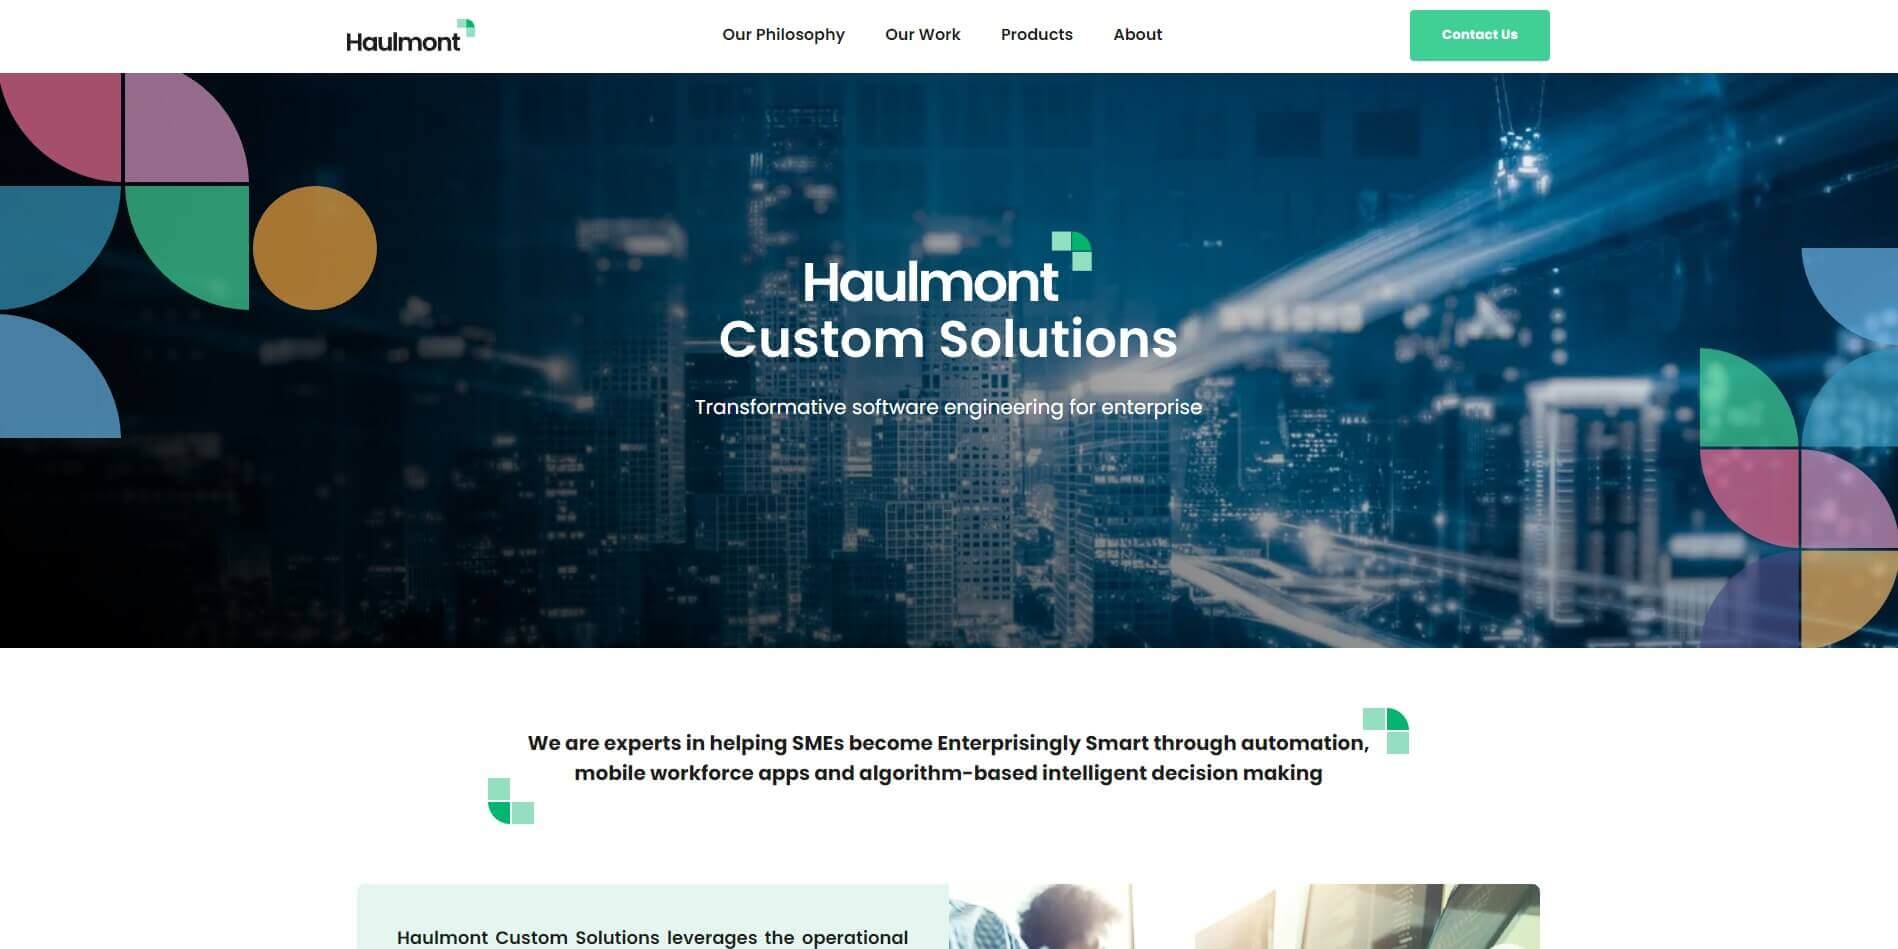 Haulmont
Our Philosophy
Our Work
Products
About
Contact Us
Haulmont
Custom Solutions
Transformative software engineering for enterprise
We are experts in helping SMEs become Enterprisingly Smart through automation,
mobile workforce apps and algorithm-based intelligent decision making
Haulmont Custom Solutions leverages the operational